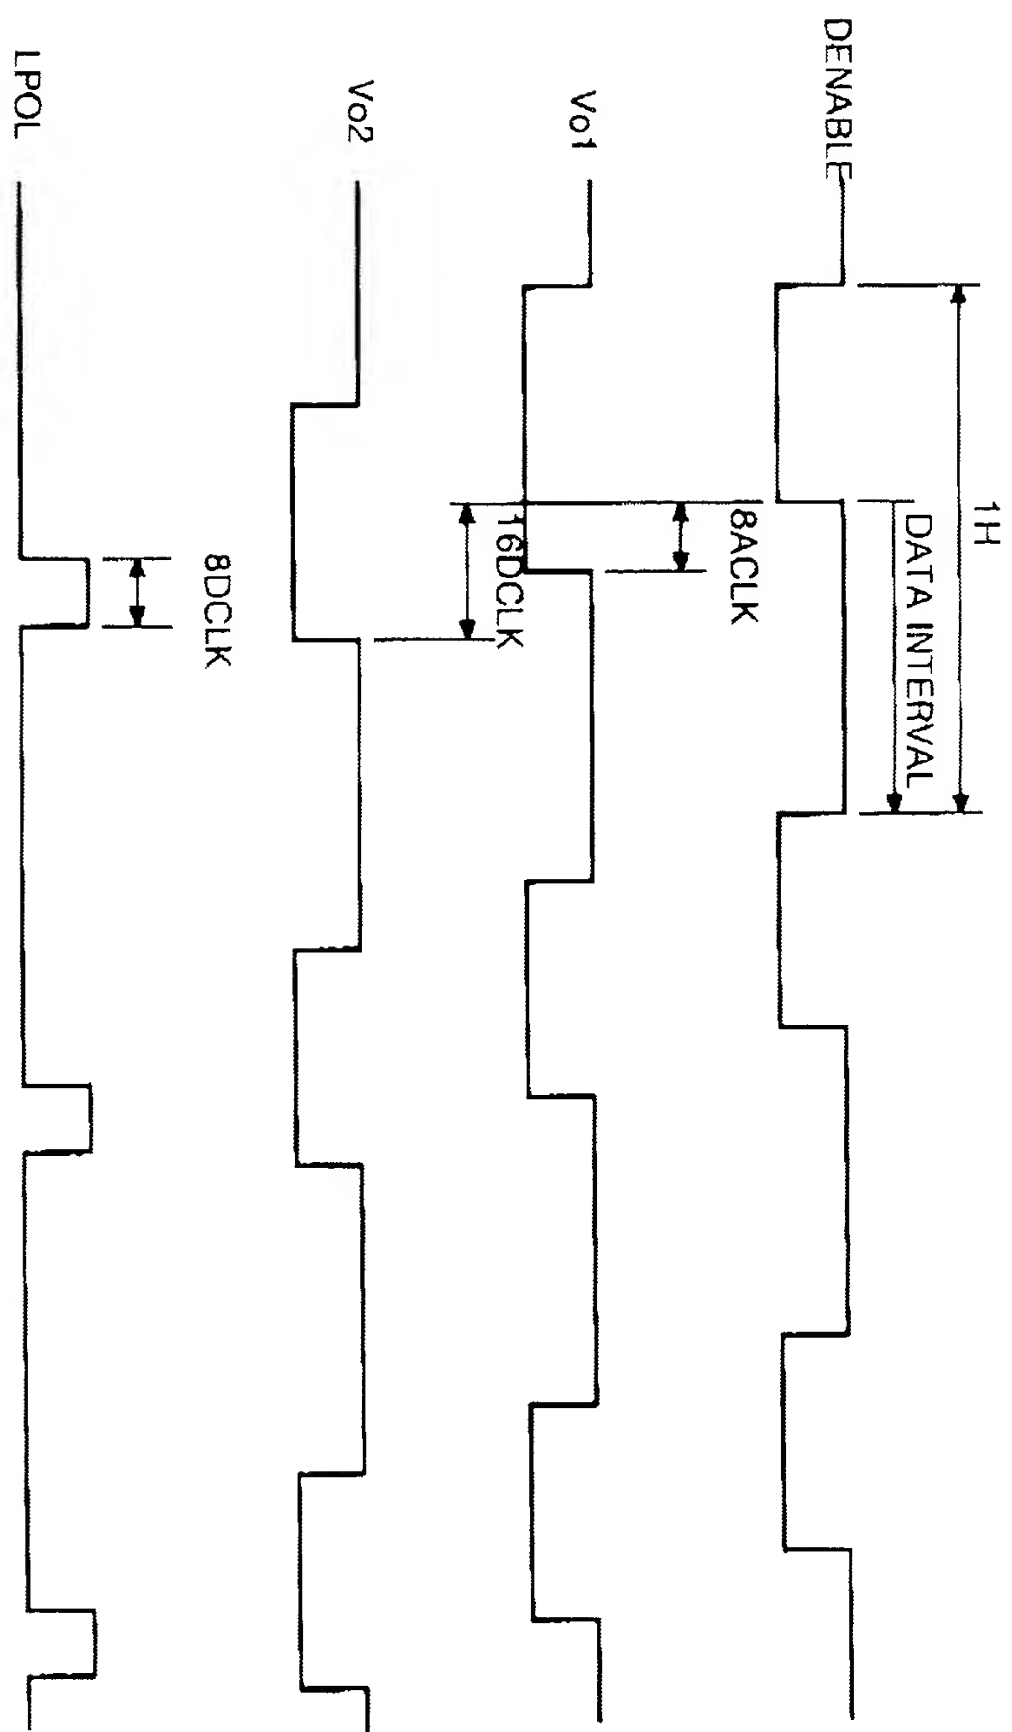 1H
DATA INTERVAL
DENABLE
8ACLK
Vo1
16DCLK
Vo2
8DCLK
LPOL